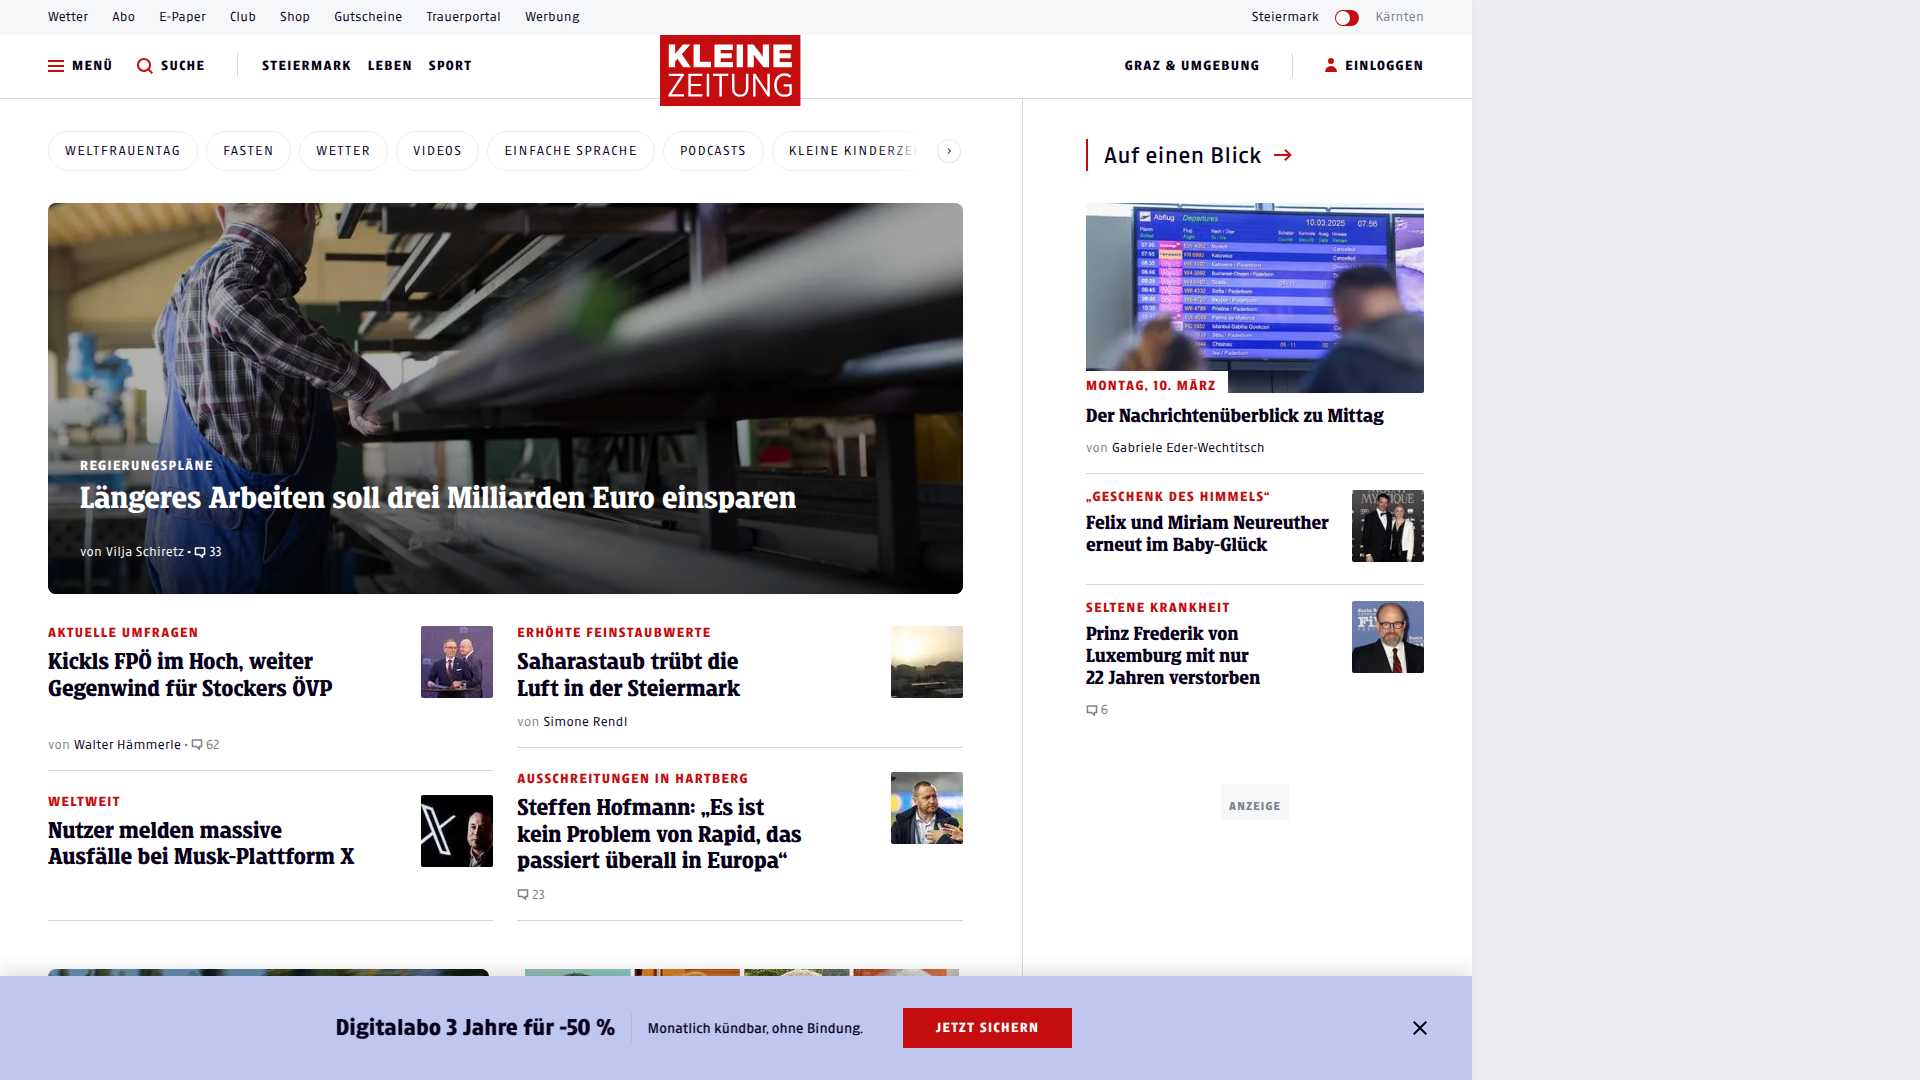 Wetter Abo E-Paper Club Shop Gutscheine Trauerportal Werbung Steiermark Kärnten
MENÜ SUCHE STEIERMARK LEBEN SPORT
KLEINE
ZEITUNG
GRAZ & UMGEBUNG EINLOGGEN
WELTFRAUENTAG FASTEN WETTER VIDEOS EINFACHE SPRACHE PODCASTS KLEINE KINDERZE
REGIERUNGSPLÄNE
Längeres Arbeiten soll drei Milliarden Euro einsparen
von Vilja Schiretz • 33
AKTUELLE UMFRAGEN
Kickls FPÖ im Hoch, weiter
Gegenwind für Stockers ÖVP
von Walter Hämmerle • 62
WELTWEIT
Nutzer melden massive
Ausfälle bei Musk-Plattform X
ERHÖHTE FEINSTAUBWERTE
Saharastaub trübt die
Luft in der Steiermark
von Simone Rendl
AUSSCHREITUNGEN IN HARTBERG
Steffen Hofmann: „Es ist
kein Problem von Rapid, das
passiert überall in Europa“
23
Auf einen Blick
Abflug Departures 10.03.2025 07:56
MONTAG, 10. MÄRZ
Der Nachrichtenüberblick zu Mittag
von Gabriele Eder-Wechtitsch
„GESCHENK DES HIMMELS“
Felix und Miriam Neureuther
erneut im Baby-Glück
SELTENE KRANKHEIT
Prinz Frederik von
Luxemburg mit nur
22 Jahren verstorben
6
ANZEIGE
Digitalabo 3 Jahre für -50 % Monatlich kündbar, ohne Bindung. JETZT SICHERN